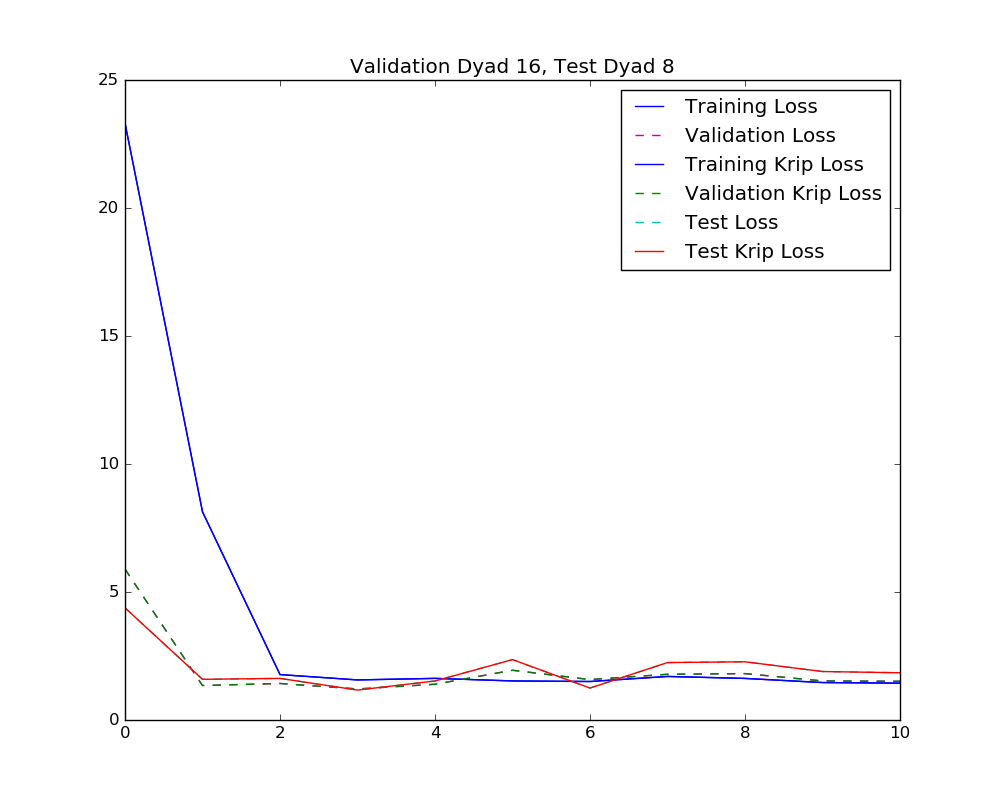 Validation Dyad 16, Test Dyad 8
25
20
15
10
5
0
0 2 4 6 8 10
Training Loss
Validation Loss
Training Krip Loss
Validation Krip Loss
Test Loss
Test Krip Loss